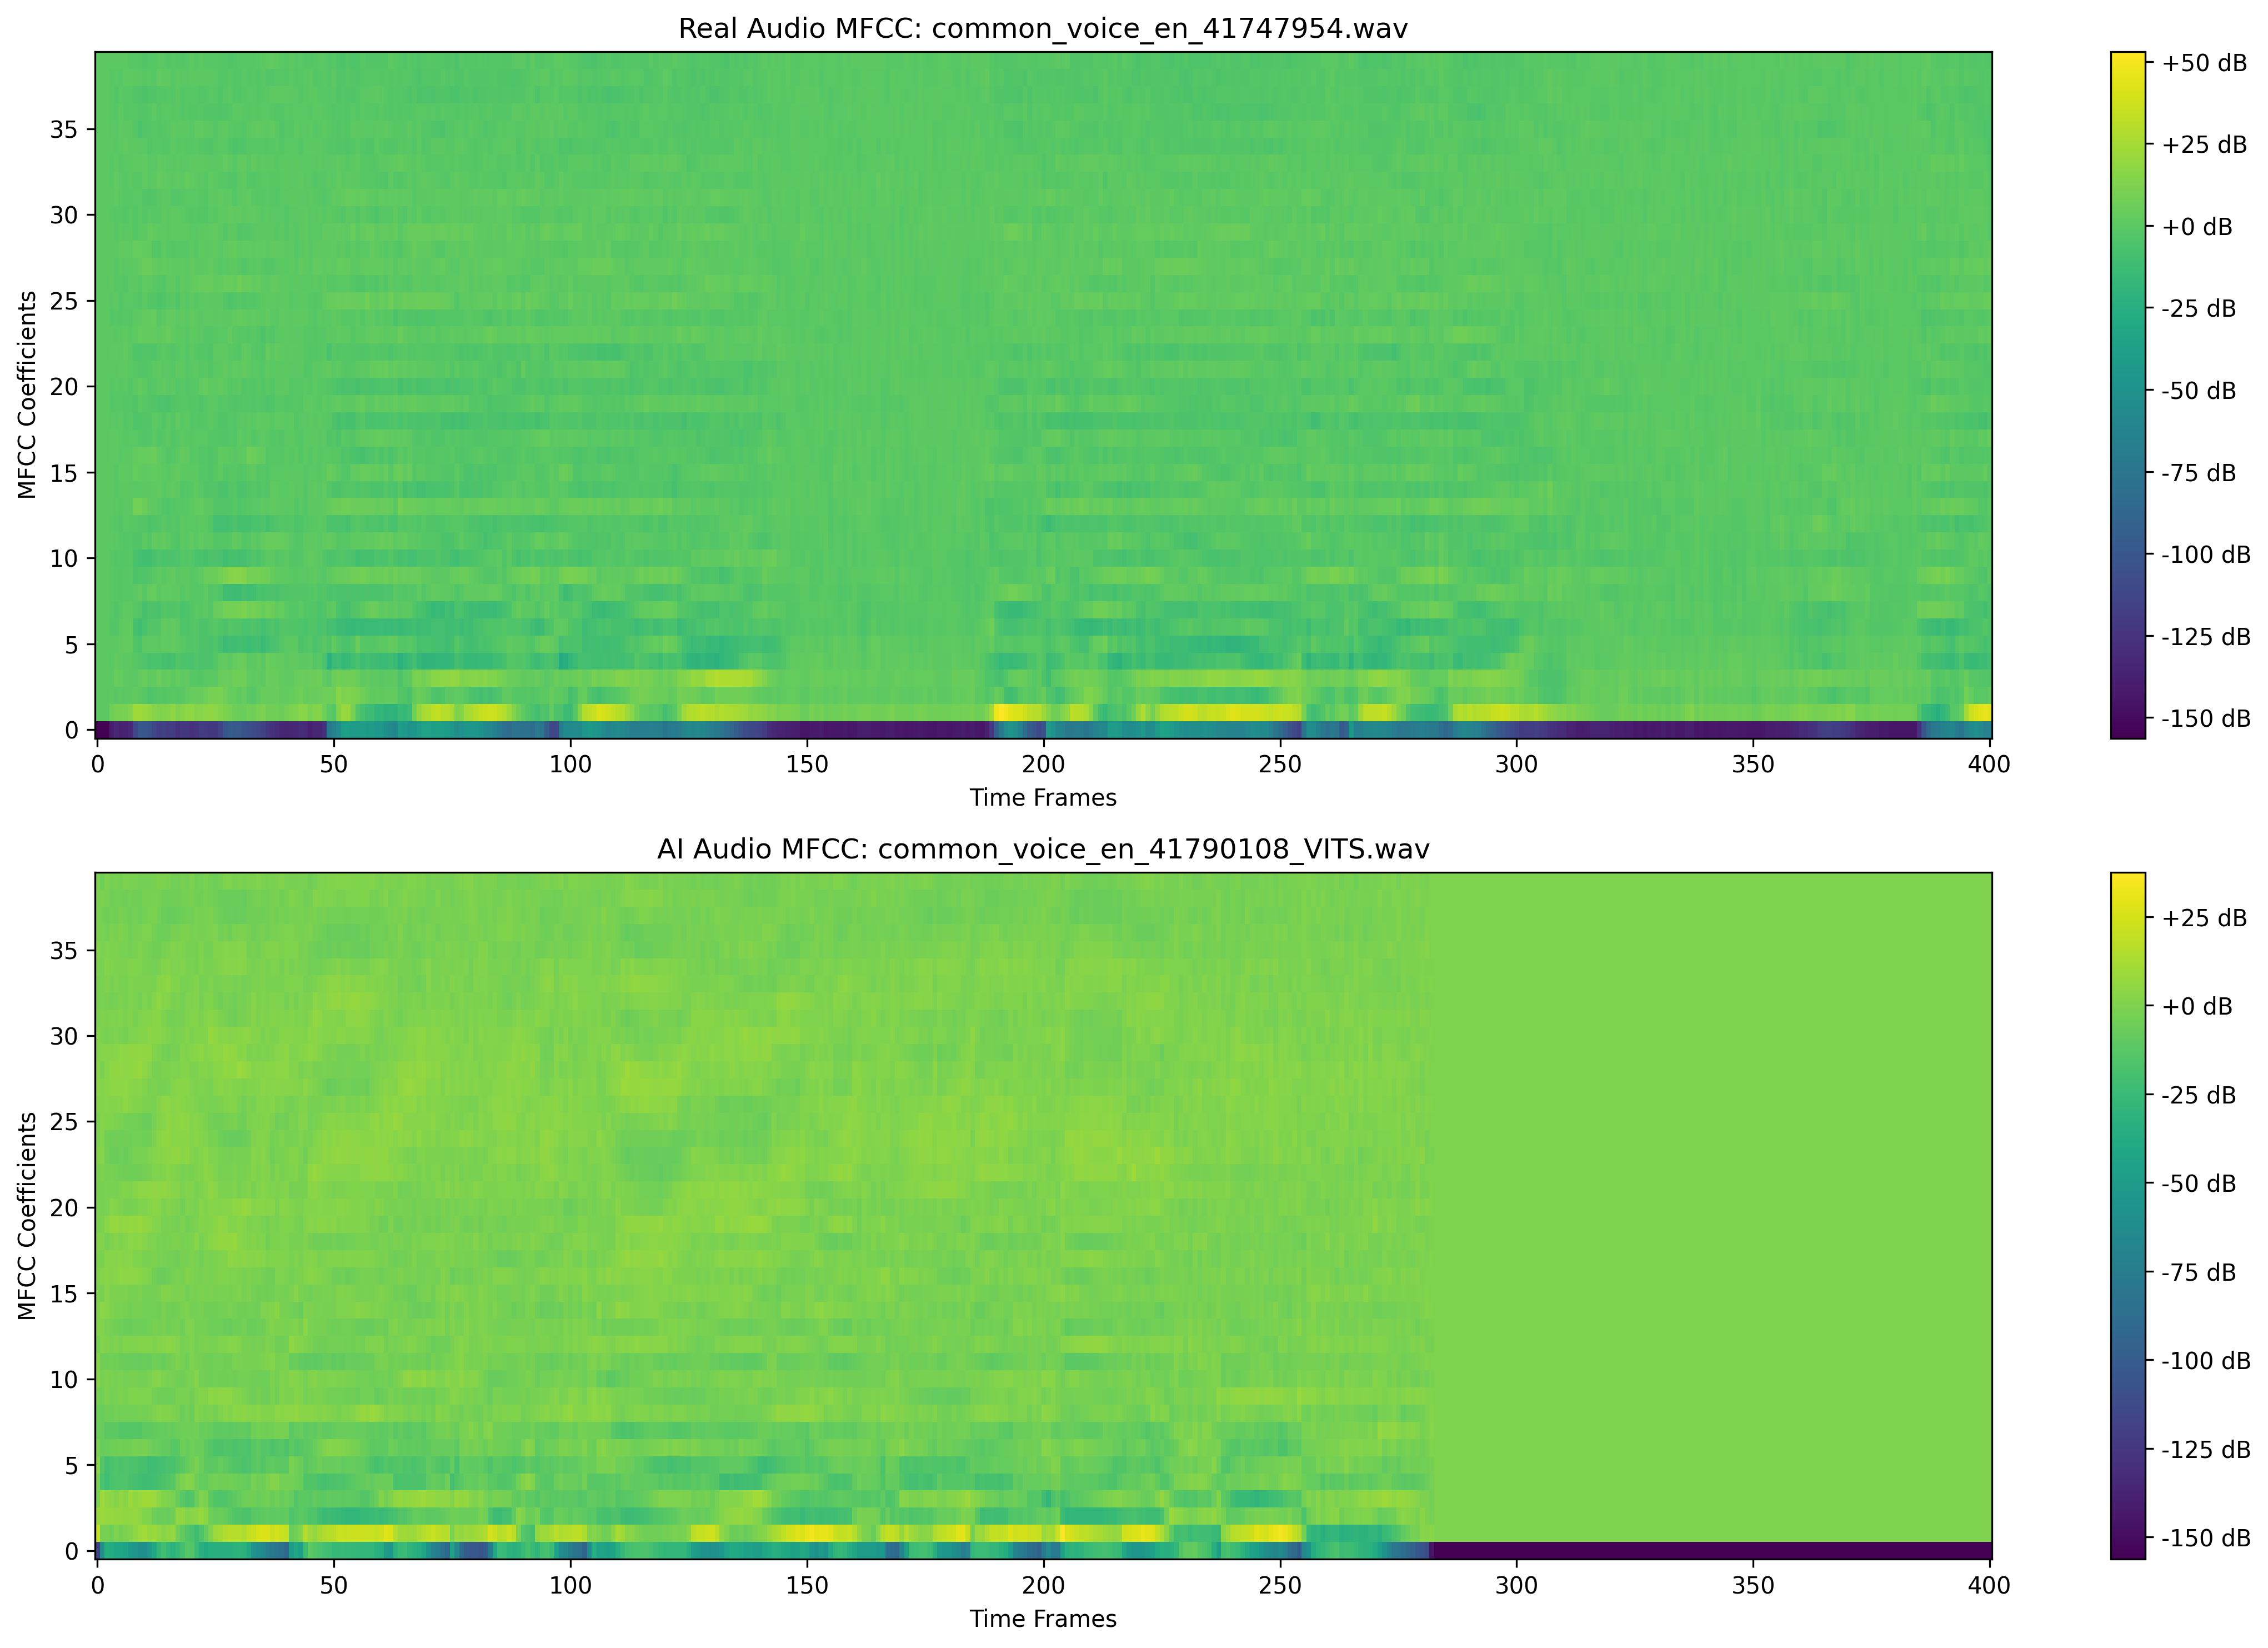 Real Audio MFCC: common_voice_en_41747954.wav
MFCC Coefficients
35
30
25
20
15
10
5
0
0 50 100 150 200 250 300 350 400
Time Frames
+50 dB
+25 dB
+0 dB
-25 dB
-50 dB
-75 dB
-100 dB
-125 dB
-150 dB
AI Audio MFCC: common_voice_en_41790108_VITS.wav
MFCC Coefficients
35
30
25
20
15
10
5
0
0 50 100 150 200 250 300 350 400
Time Frames
+25 dB
+0 dB
-25 dB
-50 dB
-75 dB
-100 dB
-125 dB
-150 dB